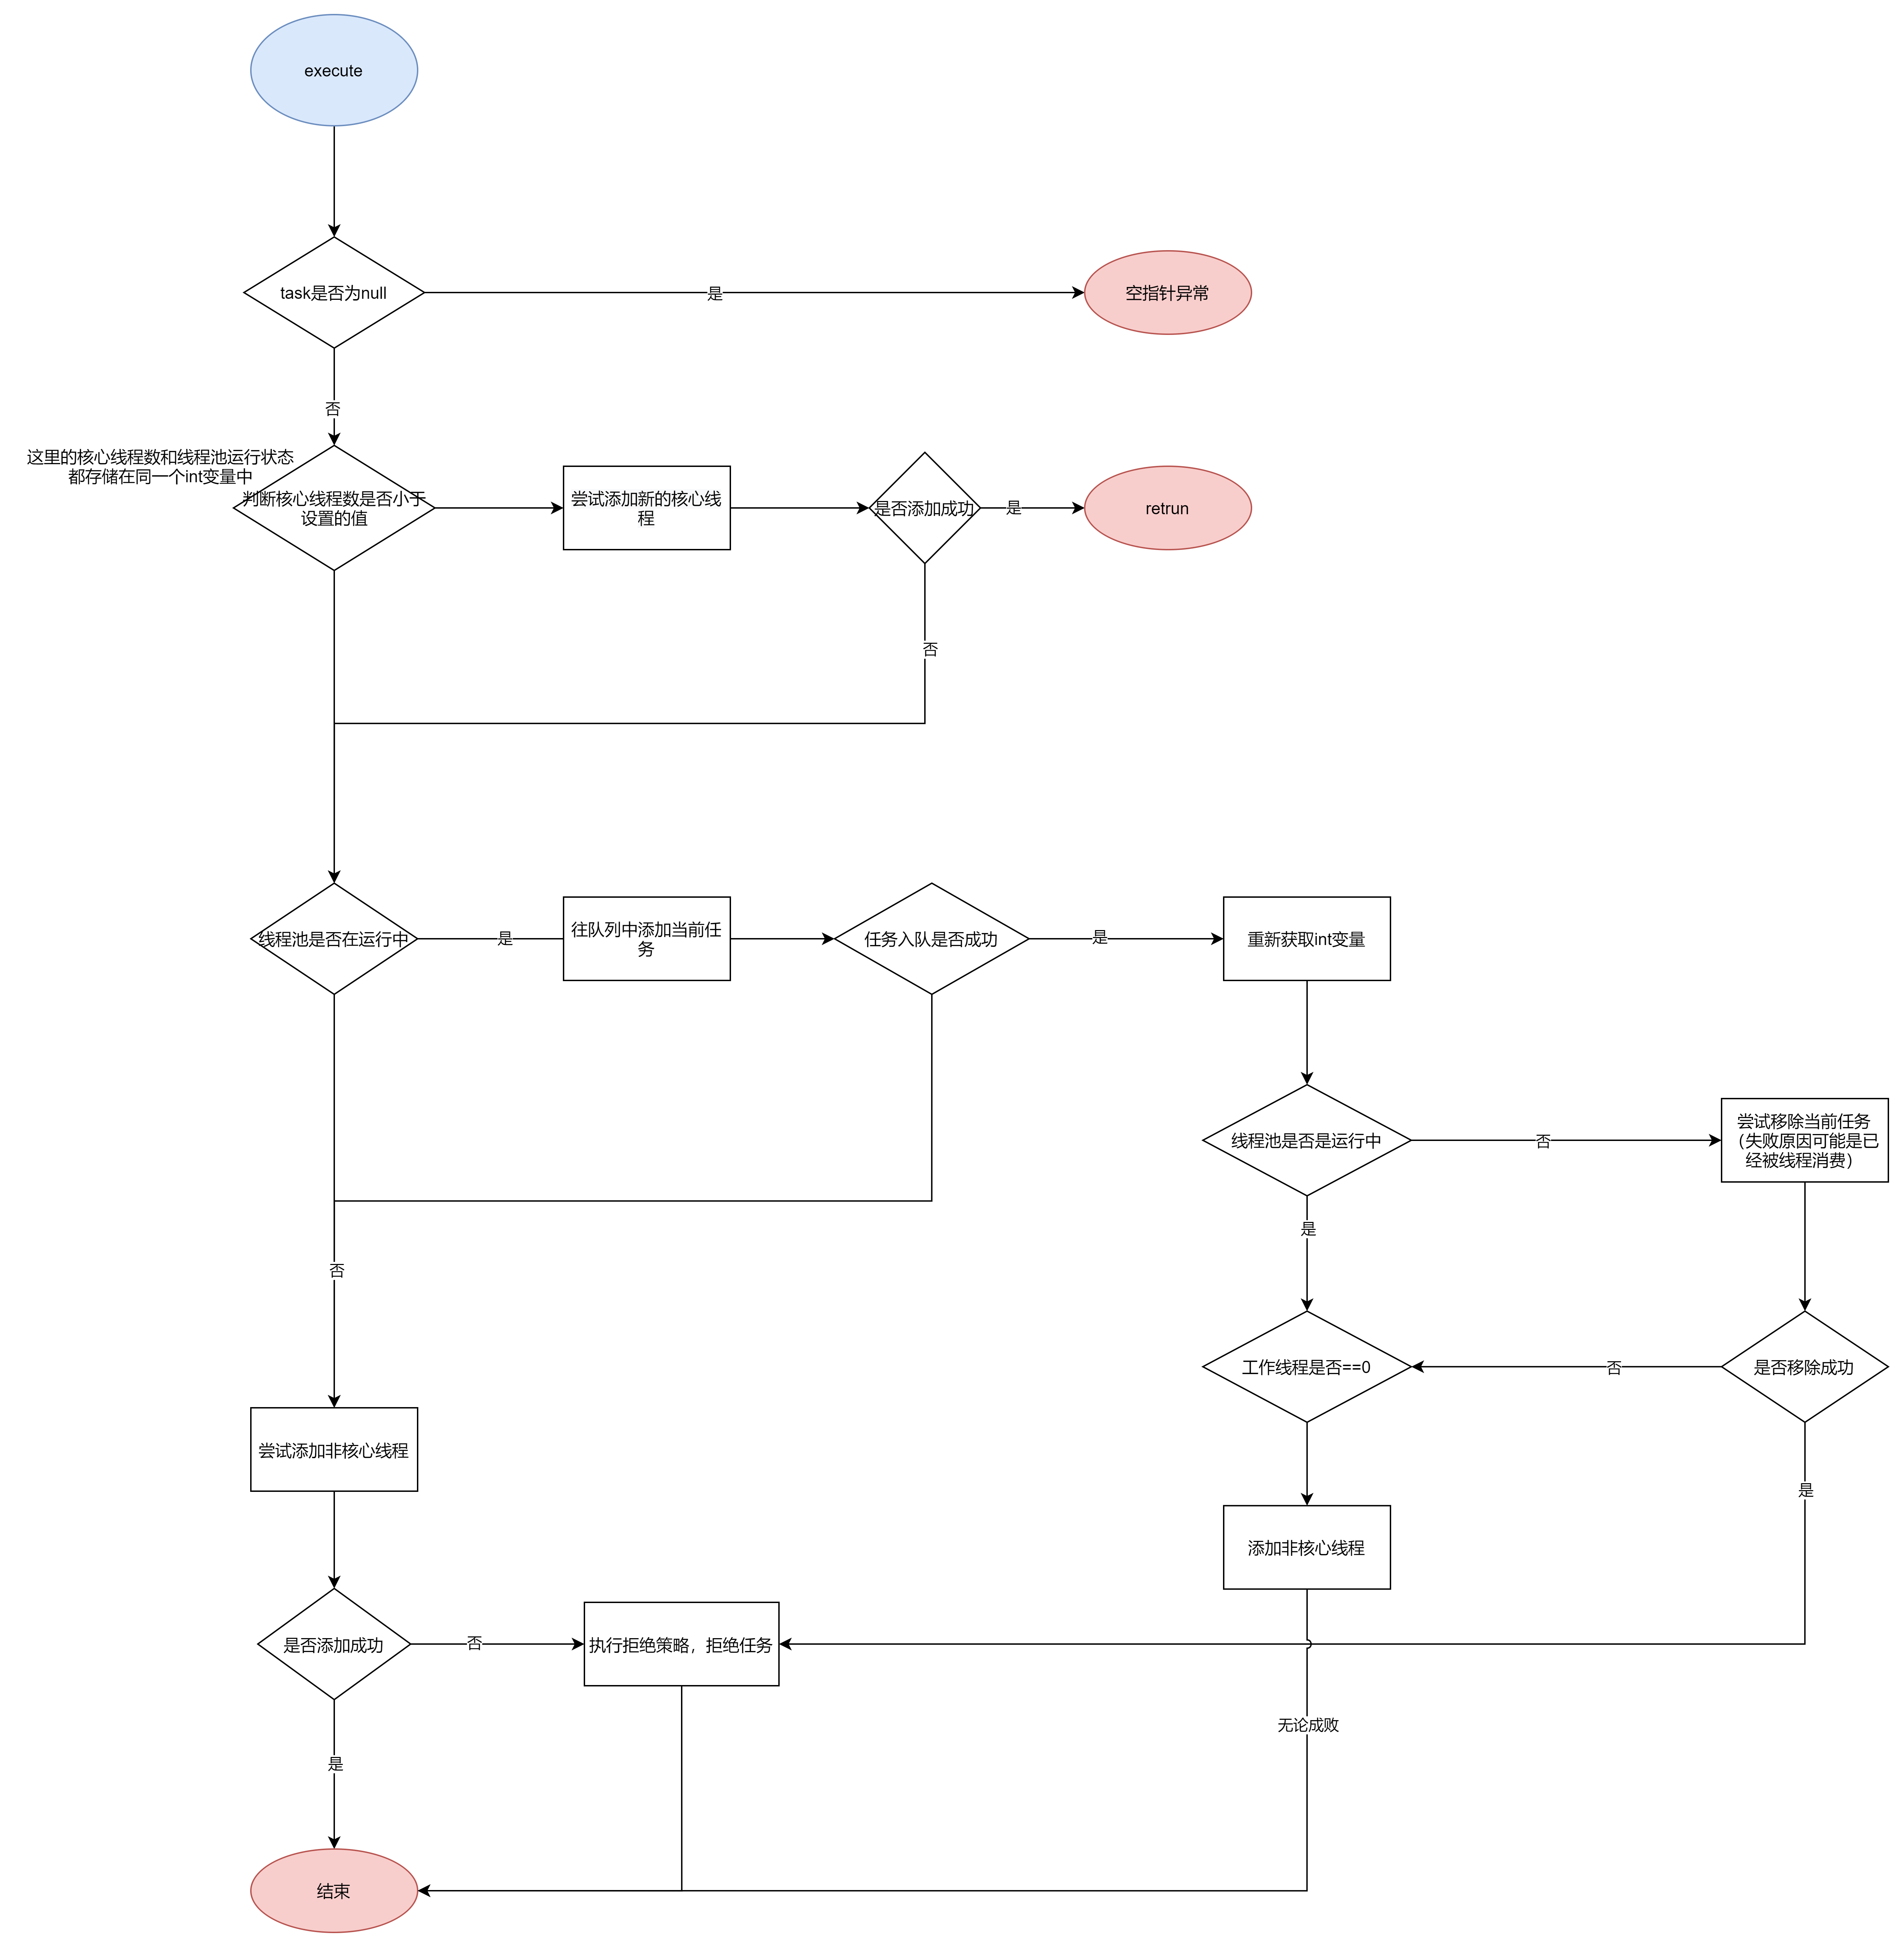 execute
task是否为null
是
空指针异常
否
这里的核心线程数和线程池运行状态
都存储在同一个int变量中
判断核心线程数是否小于
设置的值
尝试添加新的核心线
程
是否添加成功
是
retrun
否
线程池是否在运行中
是
往队列中添加当前任
务
任务入队是否成功
是
重新获取int变量
线程池是否是运行中
否
尝试移除当前任务
（失败原因可能是已
经被线程消费）
是
否
工作线程是否==0
否
是否移除成功
尝试添加非核心线程
是
添加非核心线程
是否添加成功
否
执行拒绝策略，拒绝任务
无论成败
是
结束